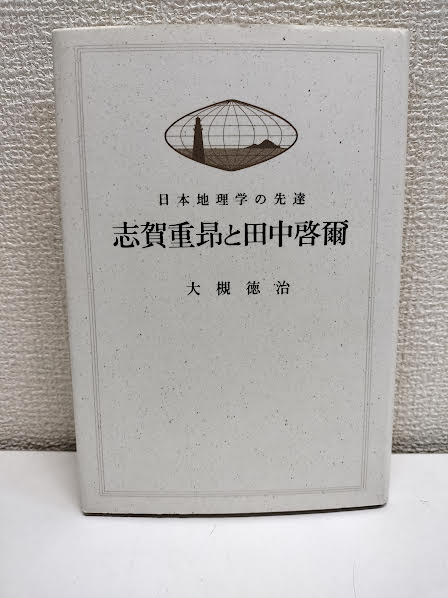 日本地理学の先達
志賀重昂と田中啓爾
大槻徳治